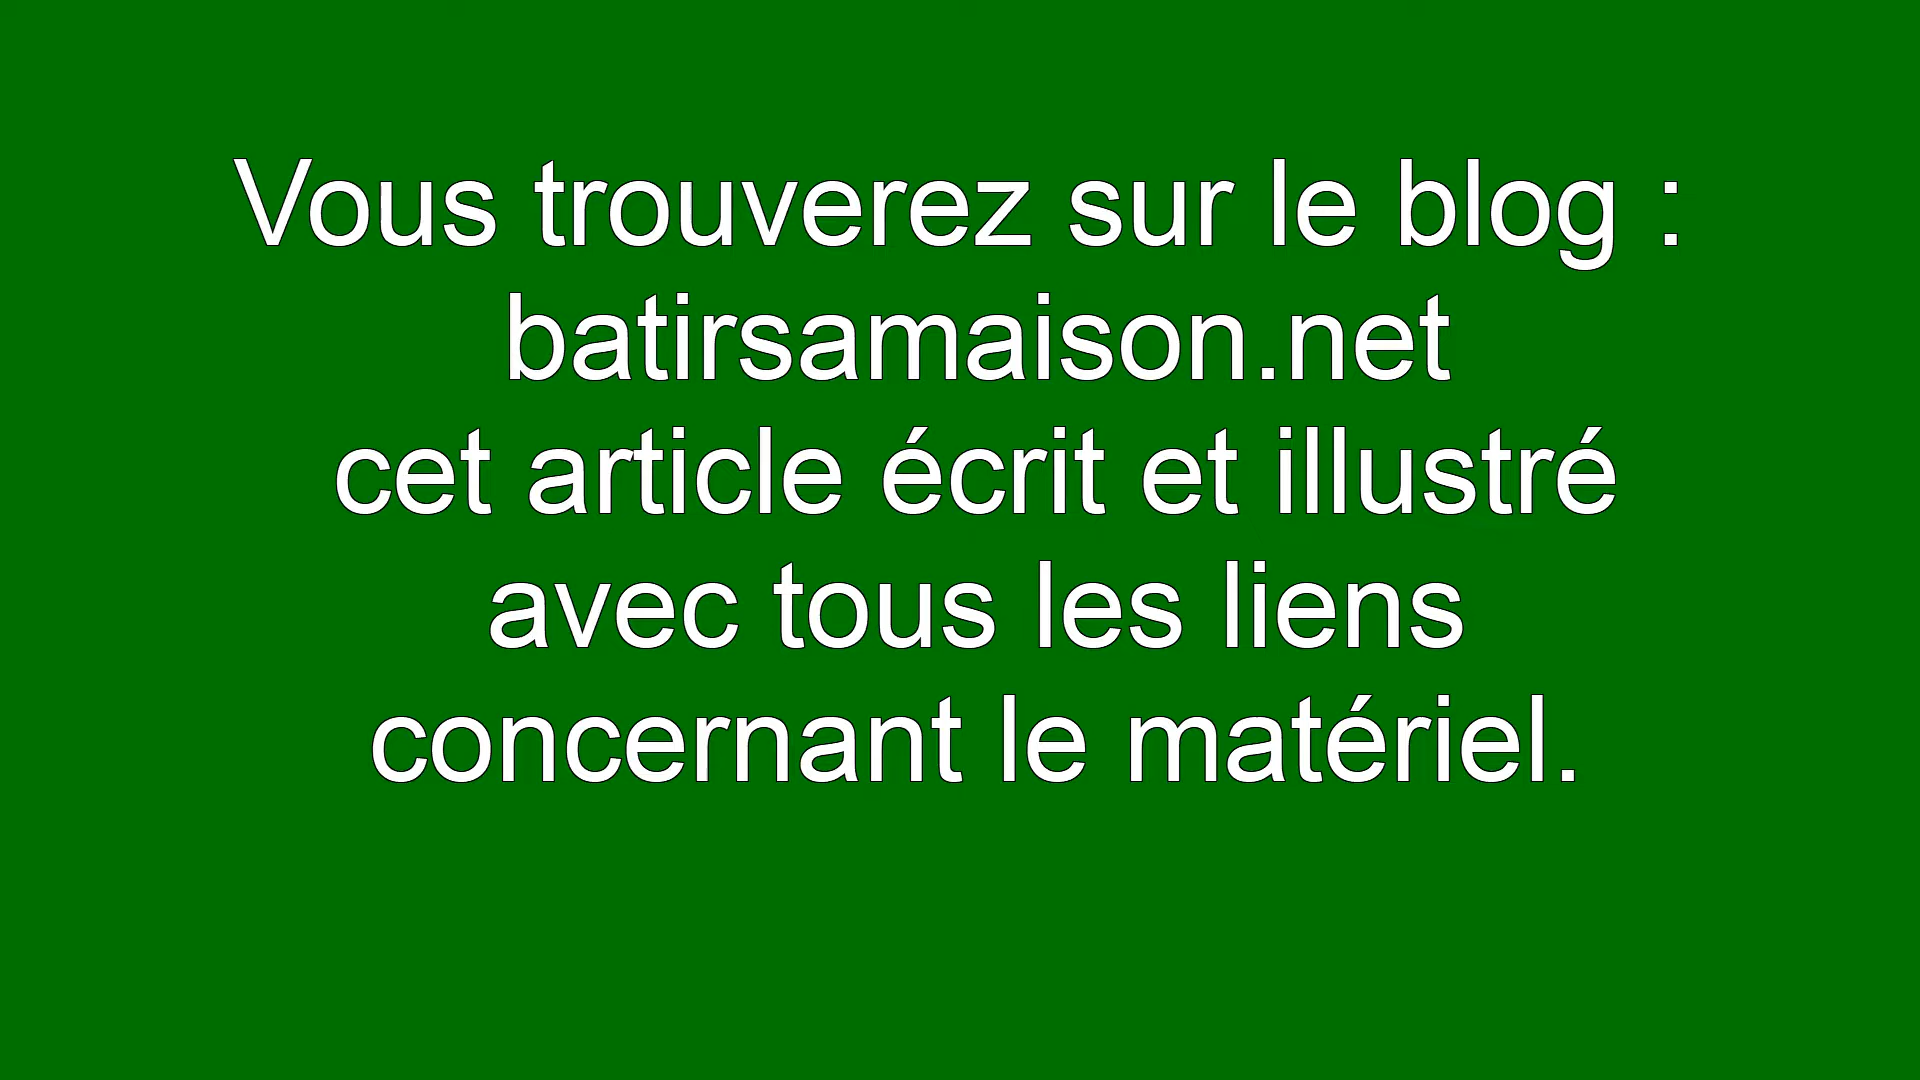 Vous trouverez sur le blog :
batirsamaison.net
cet article écrit et illustré
avec tous les liens
concernant le matériel.